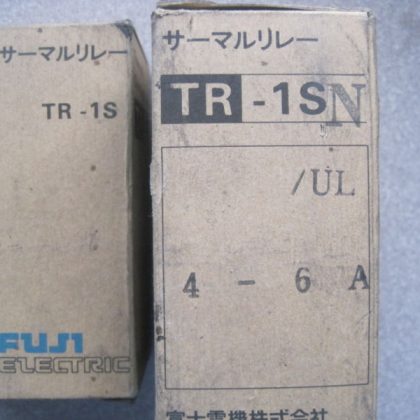 サーマルリレー
TR-1S
FUJI
ELECTRIC
サーマルリレー
TR-1SN
/UL
4 - 6 A
富士電機株式会社